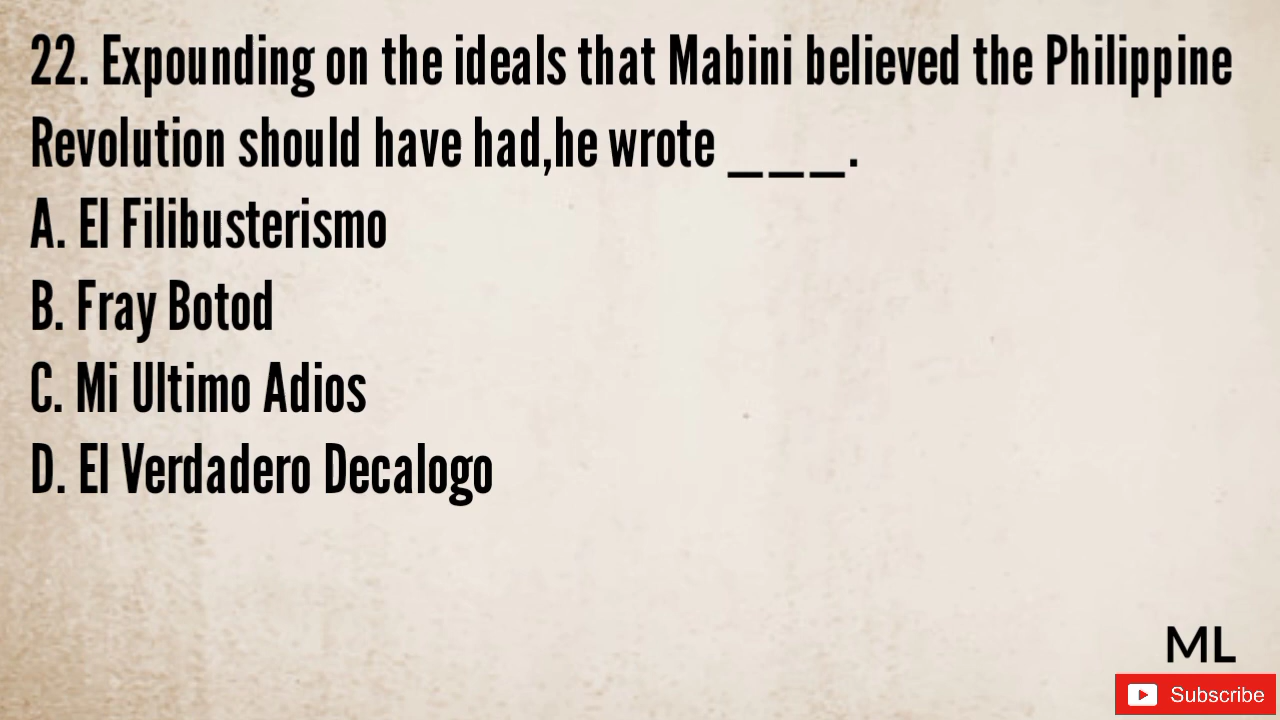 22. Expounding on the ideals that Mabini believed the Philippine
Revolution should have had,he wrote _ _ _.
A. El Filibusterismo
B. Fray Botod
C. Mi Ultimo Adios
D. El Verdadero Decalogo
ML
Subscribe